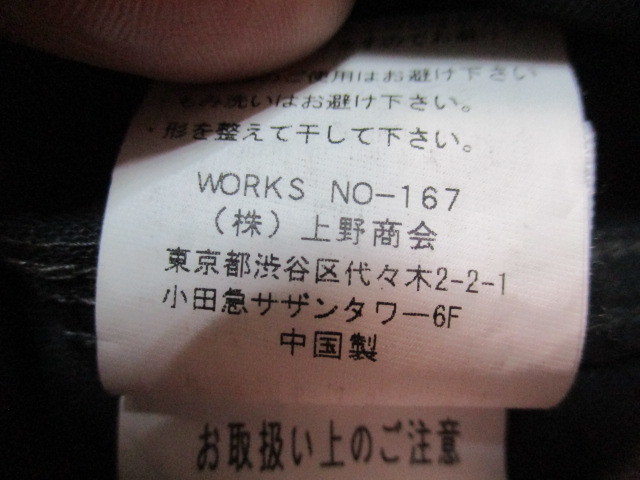 ご使用はお避け下さい
み洗いはお避け下さい。
・形を整えて干して下さい。
WORKS NO-167
(株)上野商会
東京都渋谷区代々木2-2-1
小田急サザンタワー6F
中国製
お取扱い上のご注意